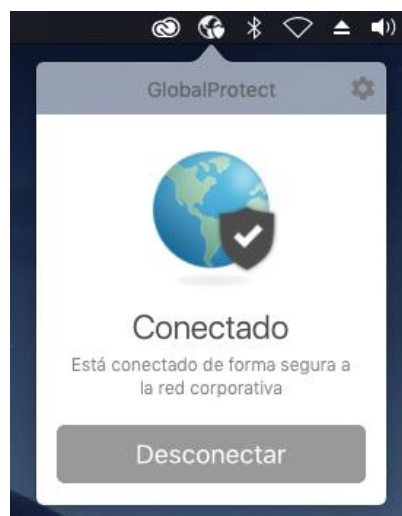 GlobalProtect
Conectado
Está conectado de forma segura a
la red corporativa
Desconectar